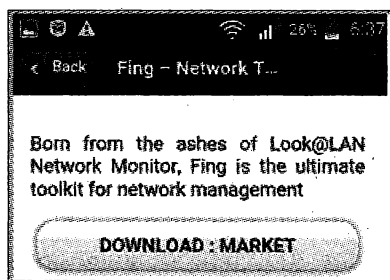 26% 6:37
Back Fing – Network T...
Born from the ashes of Look@LAN
Network Monitor, Fing is the ultimate
toolkit for network management
DOWNLOAD : MARKET